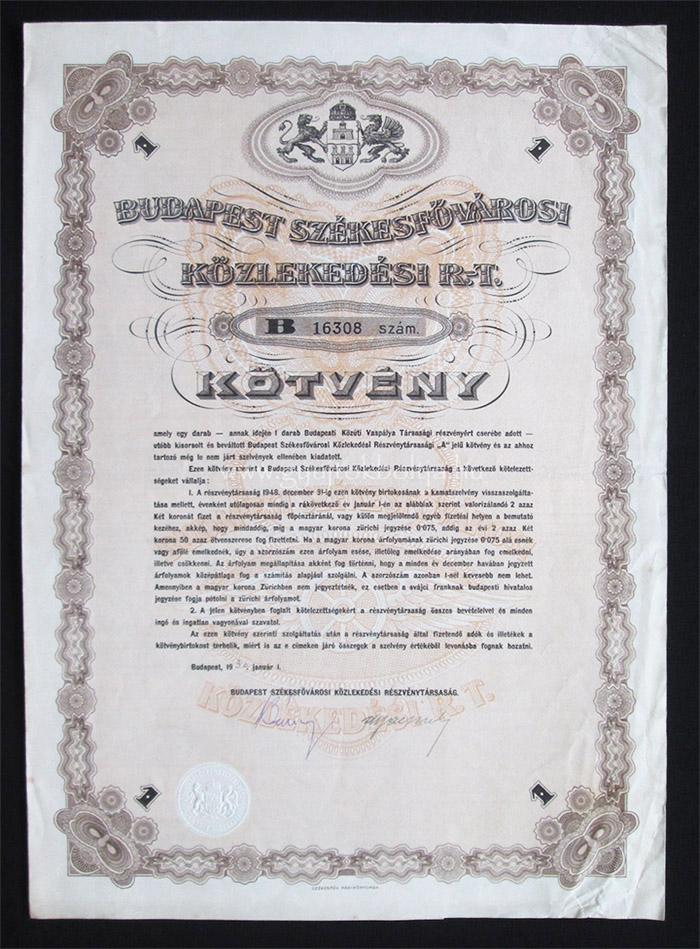 1 1
BUDAPEST SZÉKESFŐVÁROSI
KÖZLEKEDÉSI R-T.
B 16308 szám.
KÖTVÉNY
amely egy darab — annak idején 1 darab Budapesti Közúti Vaspálya Társasági részvényért cserébe adott —
utóbb kisorsolt és beváltott Budapest Székesfővárosi Közlekedési Részvénytársasági „A" jelű kötvény és az ahhoz
tartozó még le nem járt szelvények ellenében kiadatott.
Ezen kötvény szerint a Budapest Székesfővárosi Közlekedési Részvénytársaság a következő kötelezett-
ségeket vállalja:
1. A részvénytársaság 1948. december 31-ig ezen kötvény birtokosának a kamatszelvény visszaszolgálta-
tása mellett, évenként utólagosan mindig a rákövetkező év január 1-én az alábbiak szerint valorizálandó 2 azaz
Két koronát fizet a részvénytársaság főpénztáránál, vagy külön megjelölendő egyéb fizetési helyen a bemutató
kezéhez, akkép, hogy mindaddig, míg a magyar korona zürichi jegyzése 0·075, addig az évi 2 azaz Két
korona 50 azaz ötvenszerese fog fizettetni. Ha a magyar korona árfolyamának zürichi jegyzése 0·075 alá esnék
vagy afölé emelkednék, úgy a szorzószám ezen árfolyam esése, illetőleg emelkedése arányában fog emelkedni,
illetve csökkenni. Az árfolyam megállapítása akként fog történni, hogy a minden év december havában jegyzett
árfolyamok középátlaga fog a számítás alapjául szolgálni. A szorzószám azonban 1-nél kevesebb nem lehet.
Amennyiben a magyar korona Zürichben nem jegyeztetnék, ez esetben a svájci franknak budapesti hivatalos
jegyzése fogja pótolni a zürichi árfolyamot.
2. A jelen kötvényben foglalt kötelezettségekért a részvénytársaság összes bevételeivel és minden
ingó és ingatlan vagyonával szavatol.
Az ezen kötvény szerinti szolgáltatás után a részvénytársaság által fizetendő adók és illetékek a
kötvénybirtokost terhelik, miért is az e címeken járó összegek a szelvény értékéből levonásba fognak hozatni.
Budapest, 193 január 1.
BUDAPEST SZÉKESFŐVÁROSI KÖZLEKEDÉSI RÉSZVÉNYTÁRSASÁG.
KÖZLEKEDÉSI R.T.
1 1